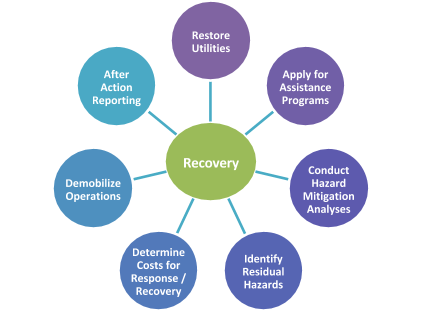 Restore
Utilities
Apply for
Assistance
Programs
Conduct
Hazard
Mitigation
Analyses
Identify
Residual
Hazards
Determine
Costs for
Response /
Recovery
Demobilize
Operations
After
Action
Reporting
Recovery